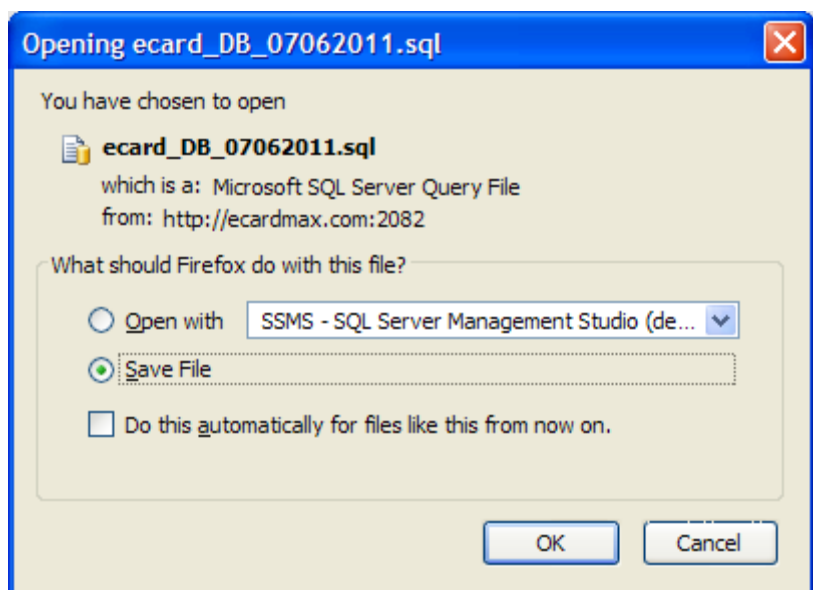 Opening ecard_DB_07062011.sql
You have chosen to open
ecard_DB_07062011.sql
which is a: Microsoft SQL Server Query File
from: http://ecardmax.com:2082
What should Firefox do with this file?
Open with SSMS - SQL Server Management Studio (de...
Save File
Do this automatically for files like this from now on.
OK Cancel